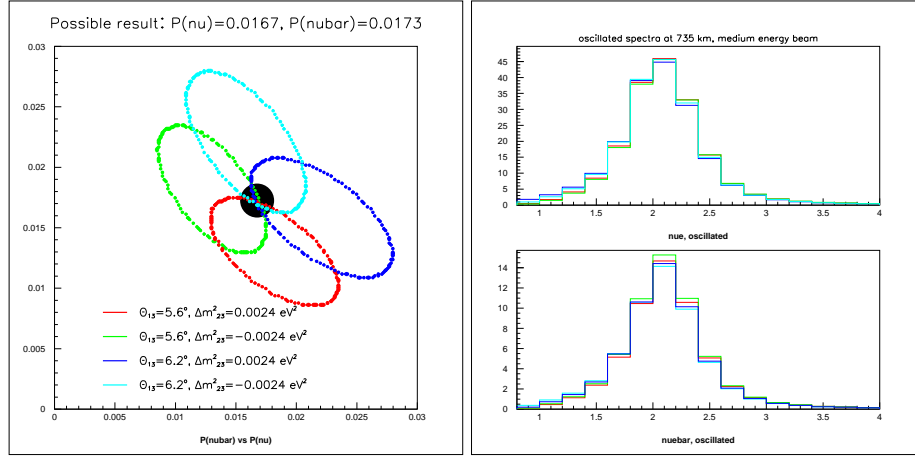 Possible result: P(nu)=0.0167, P(nubar)=0.0173
0.03
0.025
0.02
0.015
0.01
0.005
0
Θ₁₃=5.6°, Δm²₂₃=0.0024 eV²
Θ₁₃=5.6°, Δm²₂₃=−0.0024 eV²
Θ₁₃=6.2°, Δm²₂₃=0.0024 eV²
Θ₁₃=6.2°, Δm²₂₃=−0.0024 eV²
0 0.005 0.01 0.015 0.02 0.025 0.03
P(nubar) vs P(nu)
oscillated spectra at 735 km, medium energy beam
45
40
35
30
25
20
15
10
5
0
1 1.5 2 2.5 3 3.5 4
nue, oscillated
14
12
10
8
6
4
2
0
1 1.5 2 2.5 3 3.5 4
nuebar, oscillated